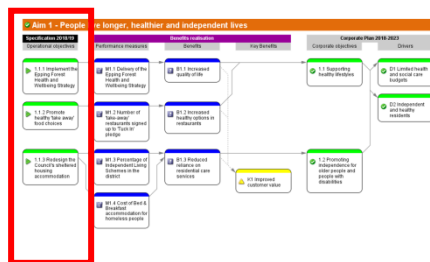 Aim 1 - People live longer, healthier and independent lives
Specification 2018/19
Benefits realisation
Corporate Plan 2018-2023
Operational objectives
Performance measures
Benefits
Key Benefits
Corporate objectives
Drivers
1.1.1 Implement the
Epping Forest
Health and
Wellbeing Strategy
M1.1 Delivery of the
Epping Forest
Health and
Wellbeing Strategy
B1.1 Increased
quality of life
1.1 Supporting
healthy lifestyles
D1 Limited health
and social care
budgets
1.1.2 Promote
healthy 'take away'
food choices
M1.2 Number of
take-away/
restaurants signed
up to 'Tuck In'
pledge
B1.2 Increased
healthy options in
restaurants
D2 Independent
and healthy
residents
1.1.3 Redesign the
Council's sheltered
housing
accommodation
M1.3 Percentage of
Independent Living
Schemes in the
district
B1.3 Reduced
reliance on
residential care
services
K1 Improved
customer value
1.2 Promoting
independence for
older people and
people with
disabilities
M1.4 Cost of Bed &
Breakfast
accommodation for
homeless people